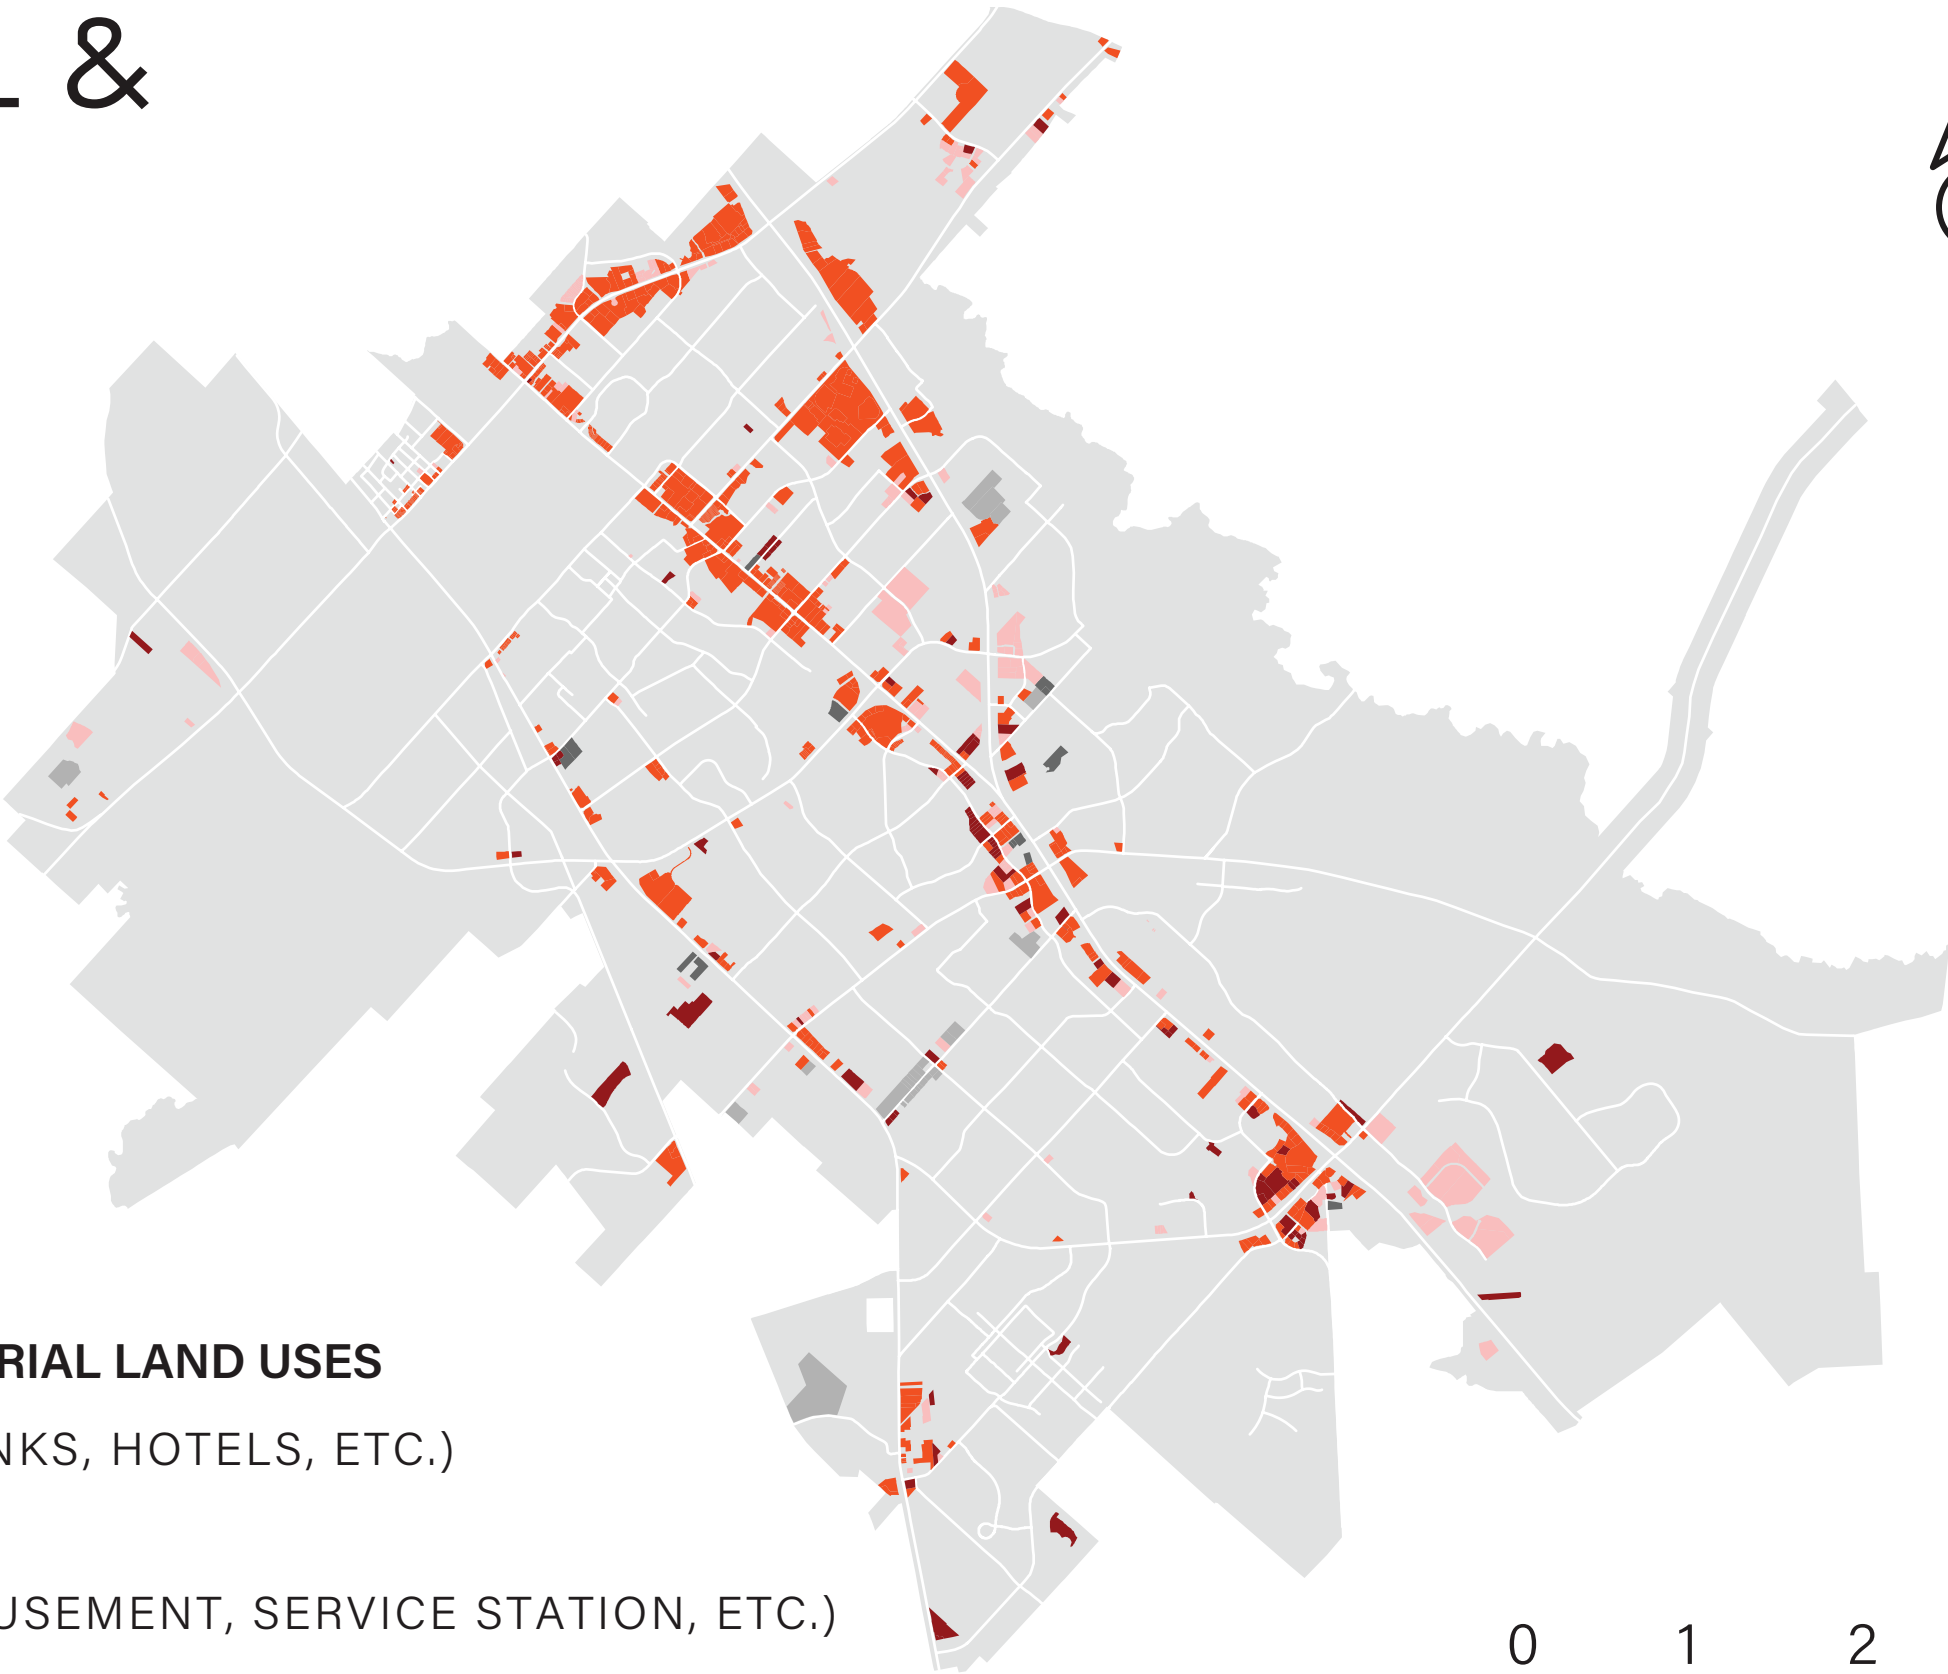 L &
RIAL LAND USES
NKS, HOTELS, ETC.)
USEMENT, SERVICE STATION, ETC.)
0 1 2